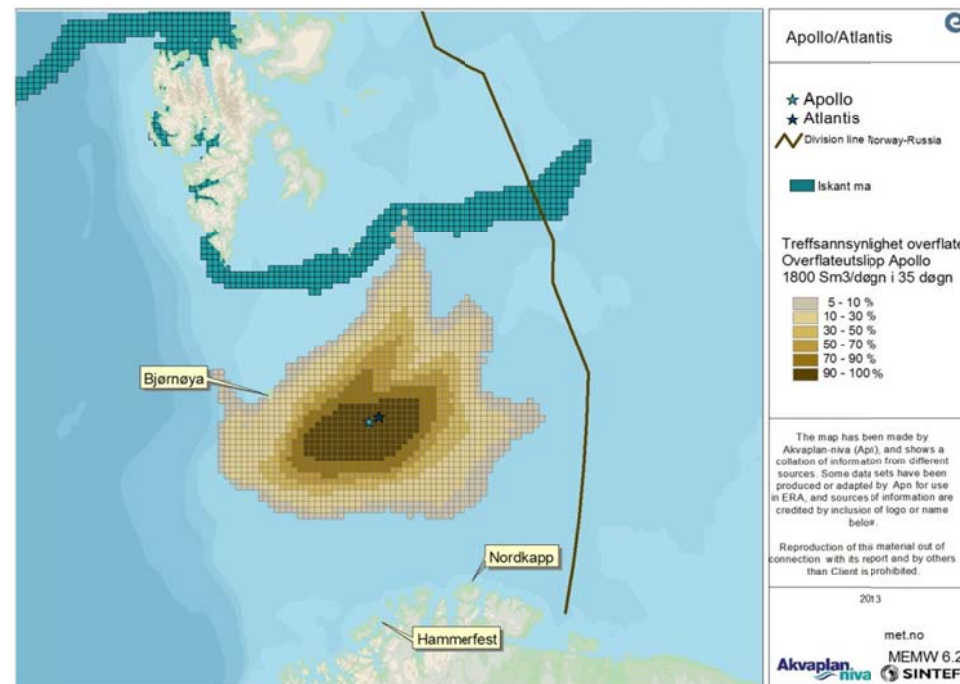 Bjørnøya
Nordkapp
Hammerfest
Apollo/Atlantis
Apollo
Atlantis
Division line Norway-Russia
Iskant ma
Treffsannsynlighet overflate
Overflateutslipp Apollo
1800 Sm3/døgn i 35 døgn
5 - 10 %
10 - 30 %
30 - 50 %
50 - 70 %
70 - 90 %
90 - 100 %
The map has been made by
Akvaplan-niva (Apn), and shows a
collation of information from different
sources. Some data sets have been
produced or adapted by Apn for use
in ERA, and sources of information are
credited by inclusion of logo or name
below.
Reproduction of this material out of
connection with its report and by others
than Client is prohibited.
2013
met.no
MEMW 6.2
Akvaplan
niva
SINTEF